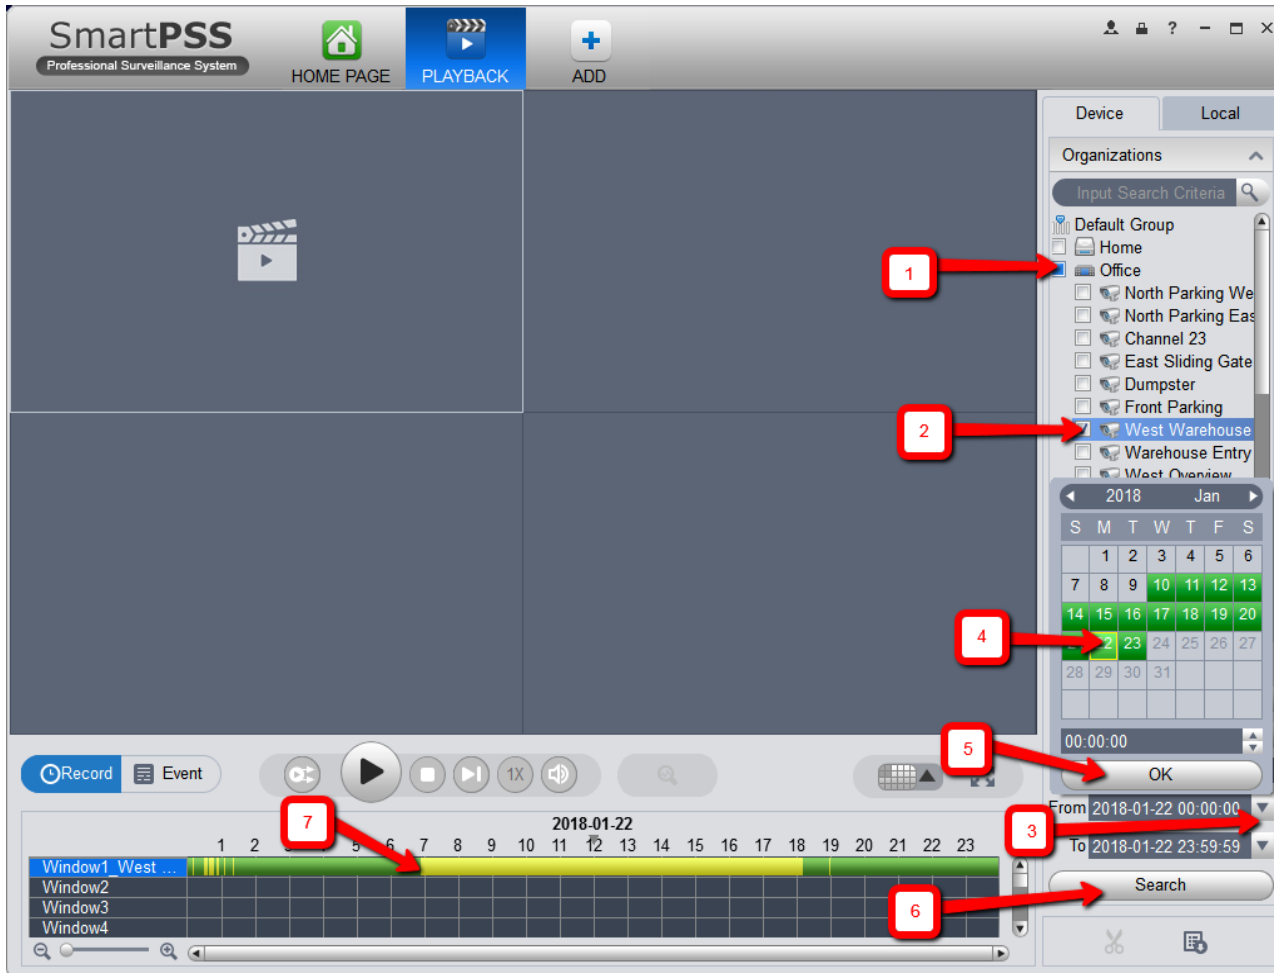 SmartPSS
Professional Surveillance System
HOME PAGE
PLAYBACK
ADD
?
Device
Local
Organizations
Input Search Criteria
Default Group
Home
1
Office
North Parking We
North Parking Eas
Channel 23
East Sliding Gate
Dumpster
Front Parking
2
West Warehouse
Warehouse Entry
West Overview
2018 Jan
S M T W T F S
1 2 3 4 5 6
7 8 9 10 11 12 13
14 15 16 17 18 19 20
4
22 23 24 25 26 27
28 29 30 31
00:00:00
5
OK
Record
Event
1X
From 2018-01-22 00:00:00
3
To 2018-01-22 23:59:59
7
2018-01-22
1 2 3 4 5 6 7 8 9 10 11 12 13 14 15 16 17 18 19 20 21 22 23
Window1_West ...
Window2
Window3
Window4
Search
6